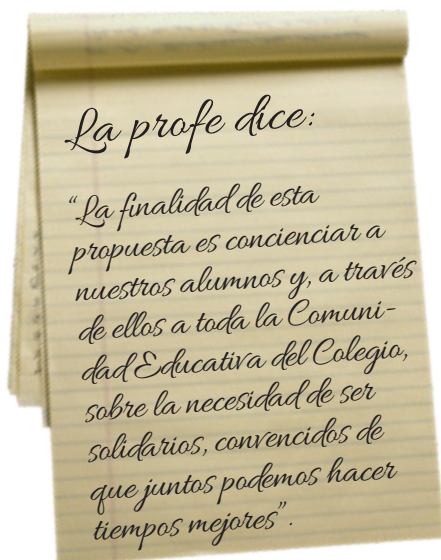 La profe dice:
“La finalidad de esta
propuesta es concienciar a
nuestros alumnos y, a través
de ellos a toda la Comuni-
dad Educativa del Colegio,
sobre la necesidad de ser
solidarios, convencidos de
que juntos podemos hacer
tiempos mejores”.